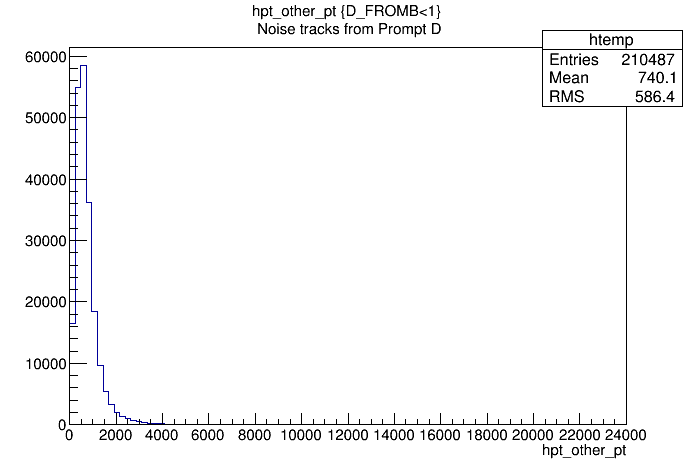 hpt_other_pt {D_FROMB<1}
Noise tracks from Prompt D
htemp
Entries 210487
Mean 740.1
RMS 586.4
60000
50000
40000
30000
20000
10000
0
0 2000 4000 6000 8000 10000 12000 14000 16000 18000 20000 22000 24000
hpt_other_pt